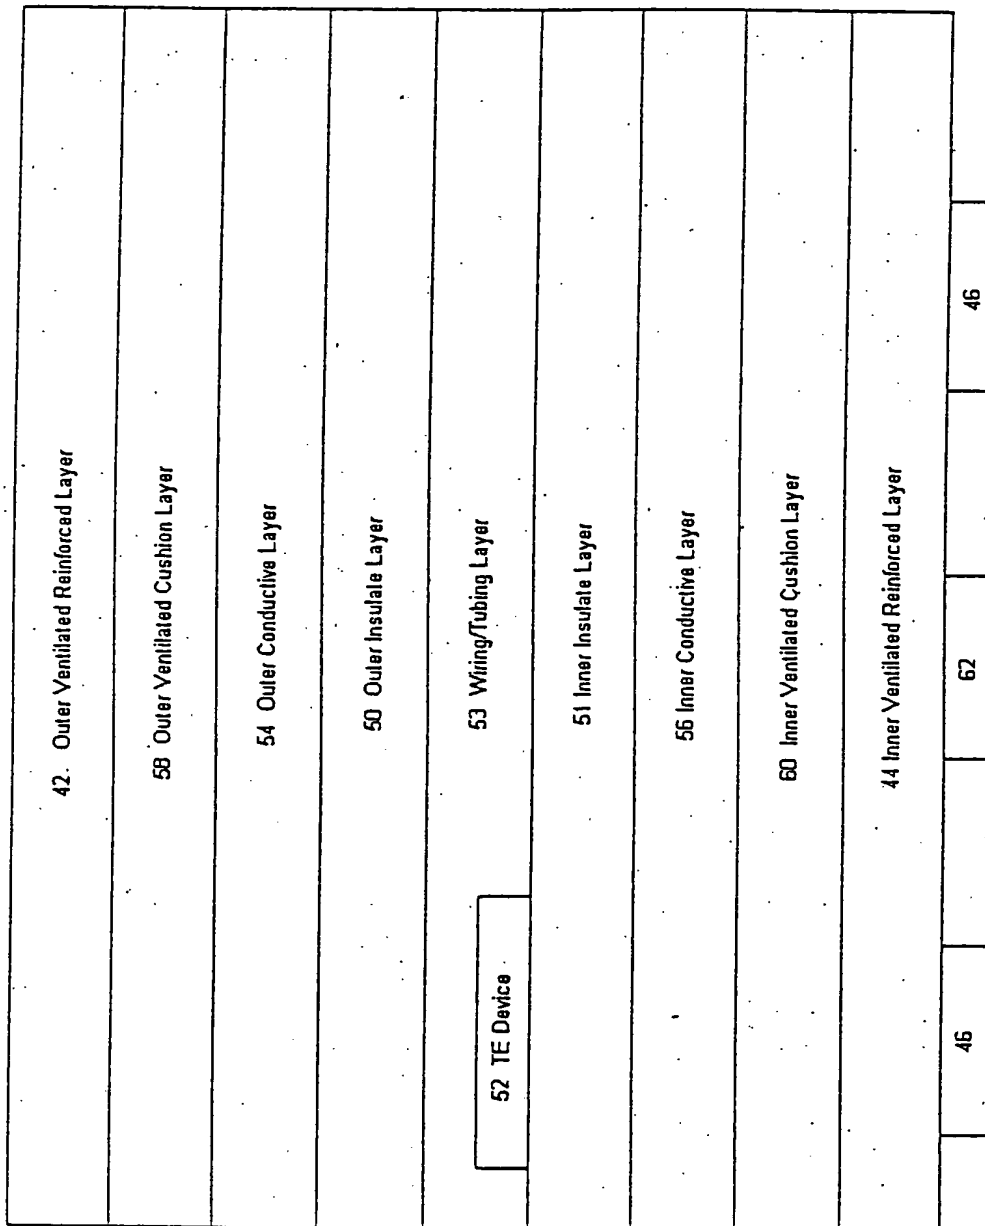 42. Outer Ventilated Reinforced Layer
58 Outer Ventilated Cushion Layer
54 Outer Conductive Layer
50 Outer Insulate Layer
53 Wiring/Tubing Layer
52 TE Device
51 Inner Insulate Layer
56 Inner Conductive Layer
60 Inner Ventilated Cushion Layer
44 Inner Ventilated Reinforced Layer
46
62
46